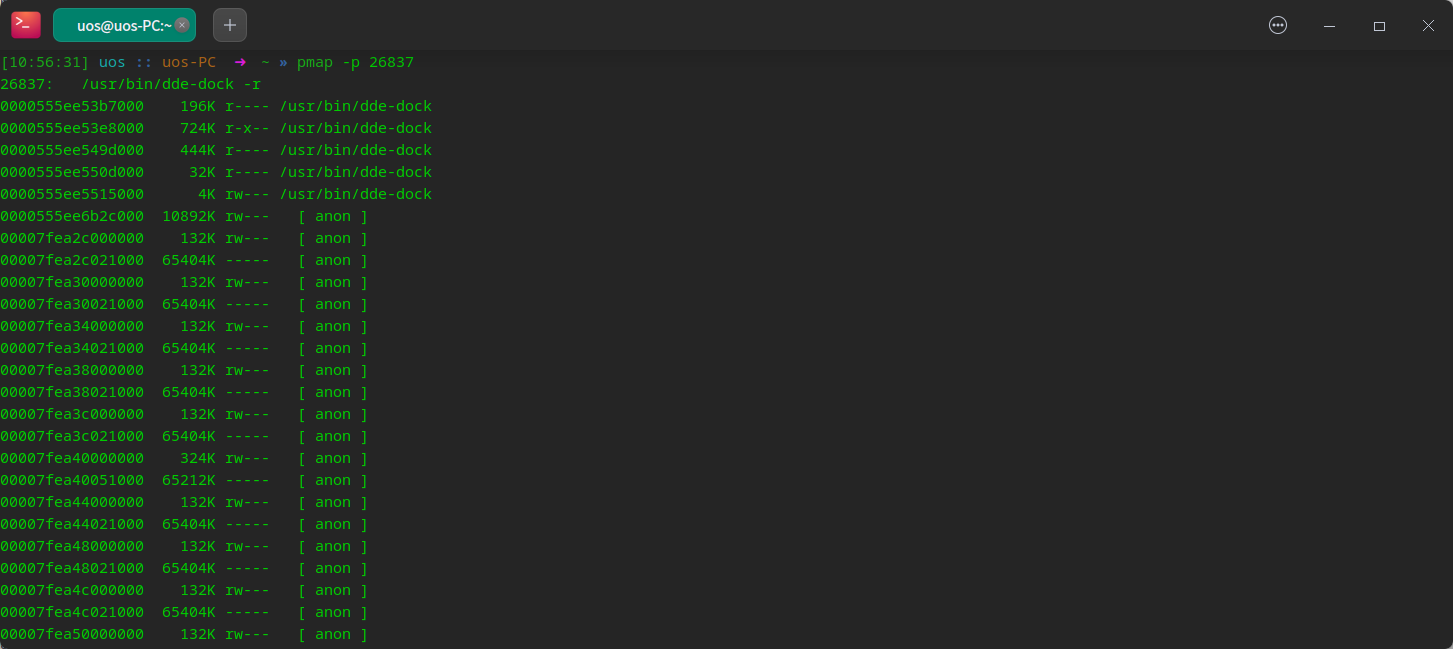 uos@uos-PC:~
[10:56:31] uos :: uos-PC  ➜  ~ » pmap -p 26837
26837:   /usr/bin/dde-dock -r
0000555ee53b7000    196K r---- /usr/bin/dde-dock
0000555ee53e8000    724K r-x-- /usr/bin/dde-dock
0000555ee549d000    444K r---- /usr/bin/dde-dock
0000555ee550d000     32K r---- /usr/bin/dde-dock
0000555ee5515000      4K rw--- /usr/bin/dde-dock
0000555ee6b2c000  10892K rw---   [ anon ]
00007fea2c000000    132K rw---   [ anon ]
00007fea2c021000  65404K -----   [ anon ]
00007fea30000000    132K rw---   [ anon ]
00007fea30021000  65404K -----   [ anon ]
00007fea34000000    132K rw---   [ anon ]
00007fea34021000  65404K -----   [ anon ]
00007fea38000000    132K rw---   [ anon ]
00007fea38021000  65404K -----   [ anon ]
00007fea3c000000    132K rw---   [ anon ]
00007fea3c021000  65404K -----   [ anon ]
00007fea40000000    324K rw---   [ anon ]
00007fea40051000  65212K -----   [ anon ]
00007fea44000000    132K rw---   [ anon ]
00007fea44021000  65404K -----   [ anon ]
00007fea48000000    132K rw---   [ anon ]
00007fea48021000  65404K -----   [ anon ]
00007fea4c000000    132K rw---   [ anon ]
00007fea4c021000  65404K -----   [ anon ]
00007fea50000000    132K rw---   [ anon ]